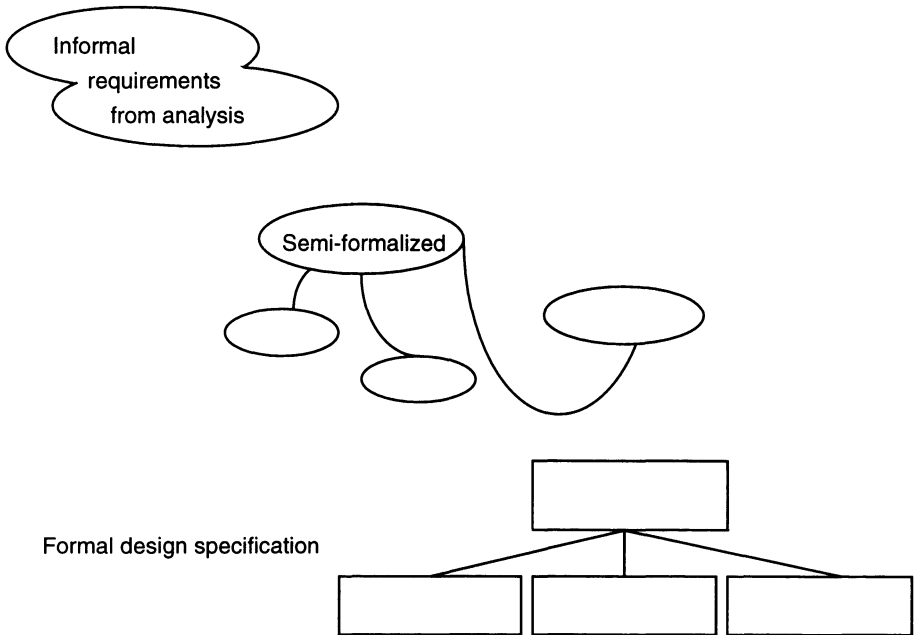 Informal
requirements
from analysis
Semi-formalized
Formal design specification